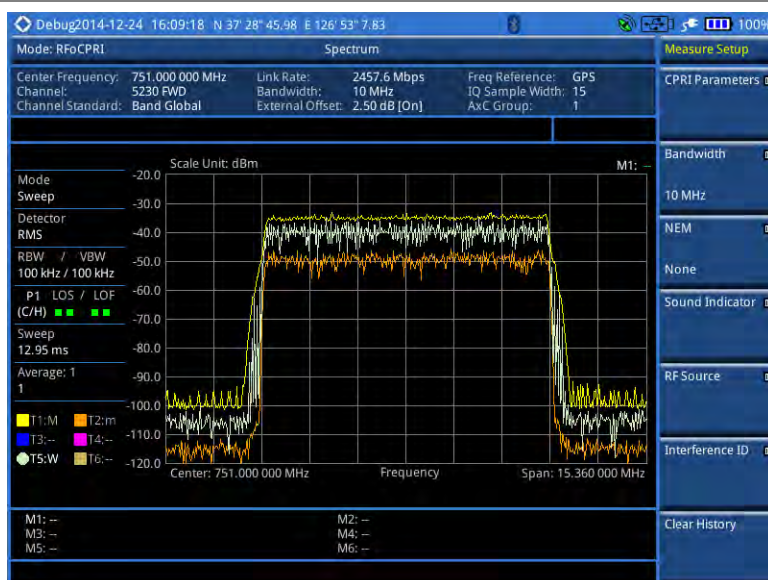 Debug2014-12-24 16:09:18 N 37' 28" 45.98 E 126' 53" 7.83 100%
Mode: RFoCPRI Spectrum Measure Setup
Center Frequency: 751.000 000 MHz Link Rate: 2457.6 Mbps Freq Reference: GPS
Channel: 5230 FWD Bandwidth: 10 MHz IQ Sample Width: 15
Channel Standard: Band Global External Offset: 2.50 dB [On] AxC Group: 1
CPRI Parameters
Scale Unit: dBm M1: --
Mode
Sweep
Detector
RMS
RBW / VBW
100 kHz / 100 kHz
P1 LOS / LOF
(C/H)
Sweep
12.95 ms
Average: 1
1
T1:M T2:m
T3:-- T4:--
T5:W T6:--
-20.0
-30.0
-40.0
-50.0
-60.0
-70.0
-80.0
-90.0
-100.0
-110.0
-120.0
Center: 751.000 000 MHz Frequency Span: 15.360 000 MHz
Bandwidth
10 MHz
NEM
None
Sound Indicator
RF Source
Interference ID
Clear History
M1: -- M2: --
M3: -- M4: --
M5: -- M6: --